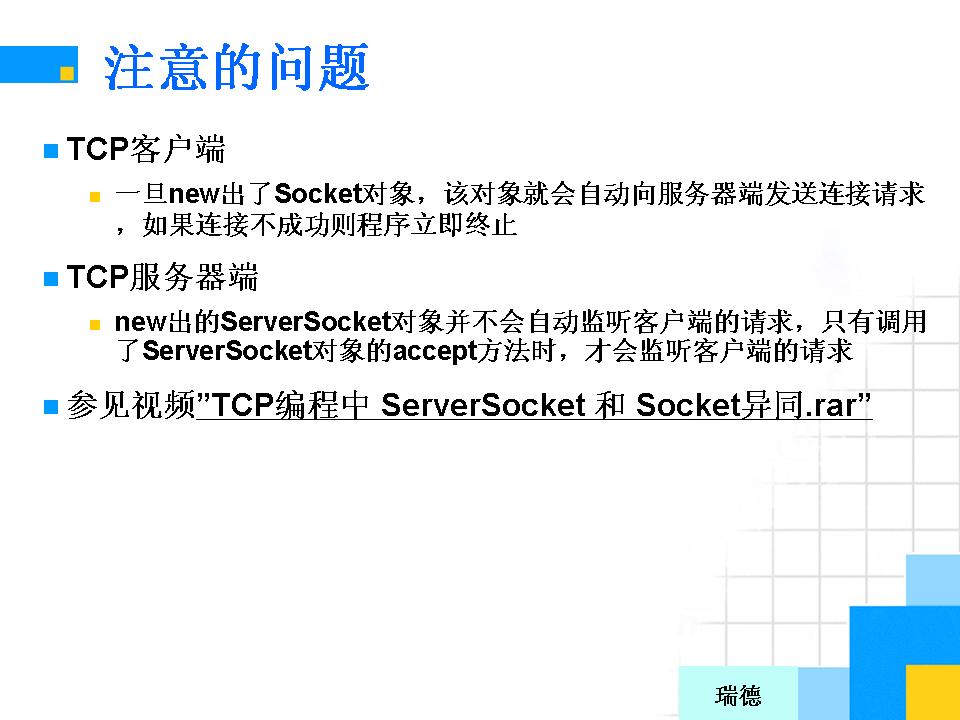 注意的问题
TCP客户端
一旦new出了Socket对象，该对象就会自动向服务器端发送连接请求
，如果连接不成功则程序立即终止
TCP服务器端
new出的ServerSocket对象并不会自动监听客户端的请求，只有调用
了ServerSocket对象的accept方法时，才会监听客户端的请求
参见视频”TCP编程中 ServerSocket 和 Socket异同.rar”
瑞德